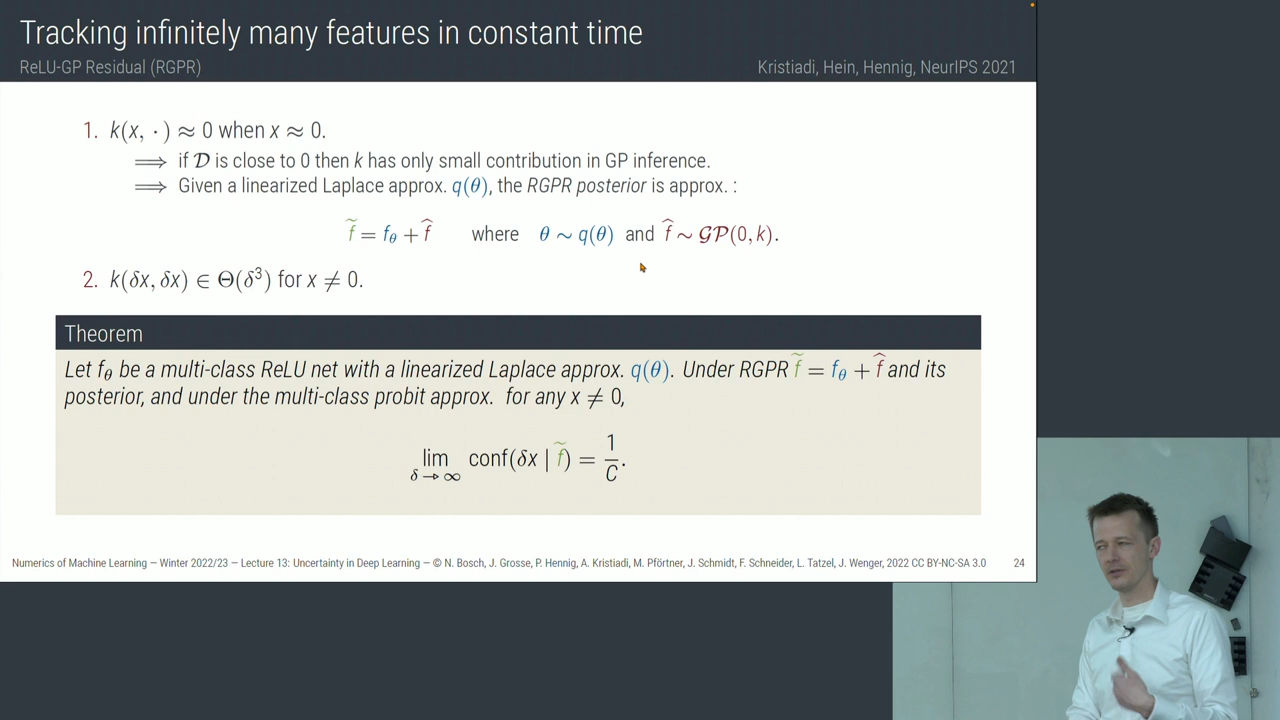 Tracking infinitely many features in constant time
ReLU-GP Residual (RGPR)
Kristiadi, Hein, Hennig, NeurIPS 2021
1. k(x, ·) ≈ 0 when x ≈ 0.
⟹ if 𝒟 is close to 0 then k has only small contribution in GP inference.
⟹ Given a linearized Laplace approx. q(θ), the RGPR posterior is approx. :
f̃ = f_θ + f̂ where θ ∼ q(θ) and f̂ ∼ 𝒢𝒫(0, k).
2. k(δx, δx) ∈ Θ(δ³) for x ≠ 0.
Theorem
Let f_θ be a multi-class ReLU net with a linearized Laplace approx. q(θ). Under RGPR f̃ = f_θ + f̂ and its
posterior, and under the multi-class probit approx. for any x ≠ 0,
lim_{δ→∞} conf(δx | f̃) = 1/C.
Numerics of Machine Learning — Winter 2022/23 — Lecture 13: Uncertainty in Deep Learning — © N. Bosch, J. Grosse, P. Hennig, A. Kristiadi, M. Pförtner, J. Schmidt, F. Schneider, L. Tatzel, J. Wenger, 2022 CC BY-NC-SA 3.0 24